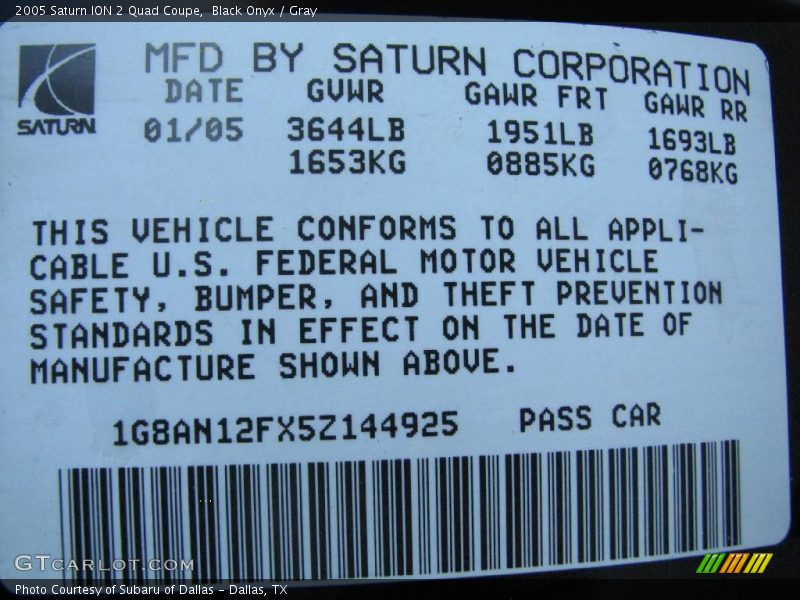 2005 Saturn ION 2 Quad Coupe, Black Onyx / Gray
MFD BY SATURN CORPORATION
DATE GVWR GAWR FRT GAWR RR
SATURN
01/05 3644LB 1951LB 1693LB
1653KG 0885KG 0768KG
THIS VEHICLE CONFORMS TO ALL APPLI-
CABLE U.S. FEDERAL MOTOR VEHICLE
SAFETY, BUMPER, AND THEFT PREVENTION
STANDARDS IN EFFECT ON THE DATE OF
MANUFACTURE SHOWN ABOVE.
1G8AN12FX5Z144925 PASS CAR
GTCARLOT.COM
Photo Courtesy of Subaru of Dallas - Dallas, TX